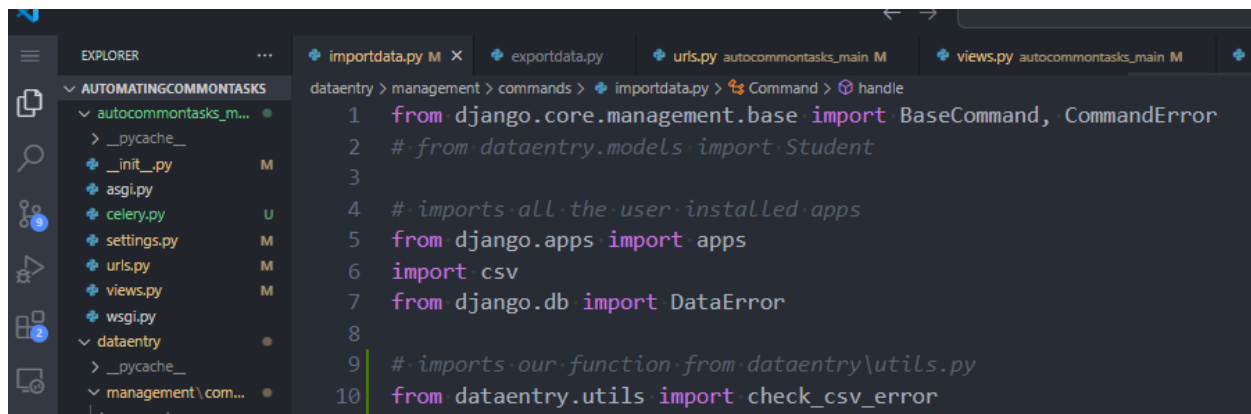 EXPLORER ...
importdata.py M X exportdata.py urls.py autocommontasks_main M views.py autocommontasks_main M
AUTOMATINGCOMMONTASKS
autocommontasks_m...
__pycache__
__init__.py M
asgi.py
celery.py U
settings.py M
urls.py M
views.py M
wsgi.py
dataentry
__pycache__
management\com...
9
2
dataentry > management > commands > importdata.py > Command > handle
1 from django.core.management.base import BaseCommand, CommandError
2 # from dataentry.models import Student
3
4 # imports all the user installed apps
5 from django.apps import apps
6 import csv
7 from django.db import DataError
8
9 # imports our function from dataentry\utils.py
10 from dataentry.utils import check_csv_error